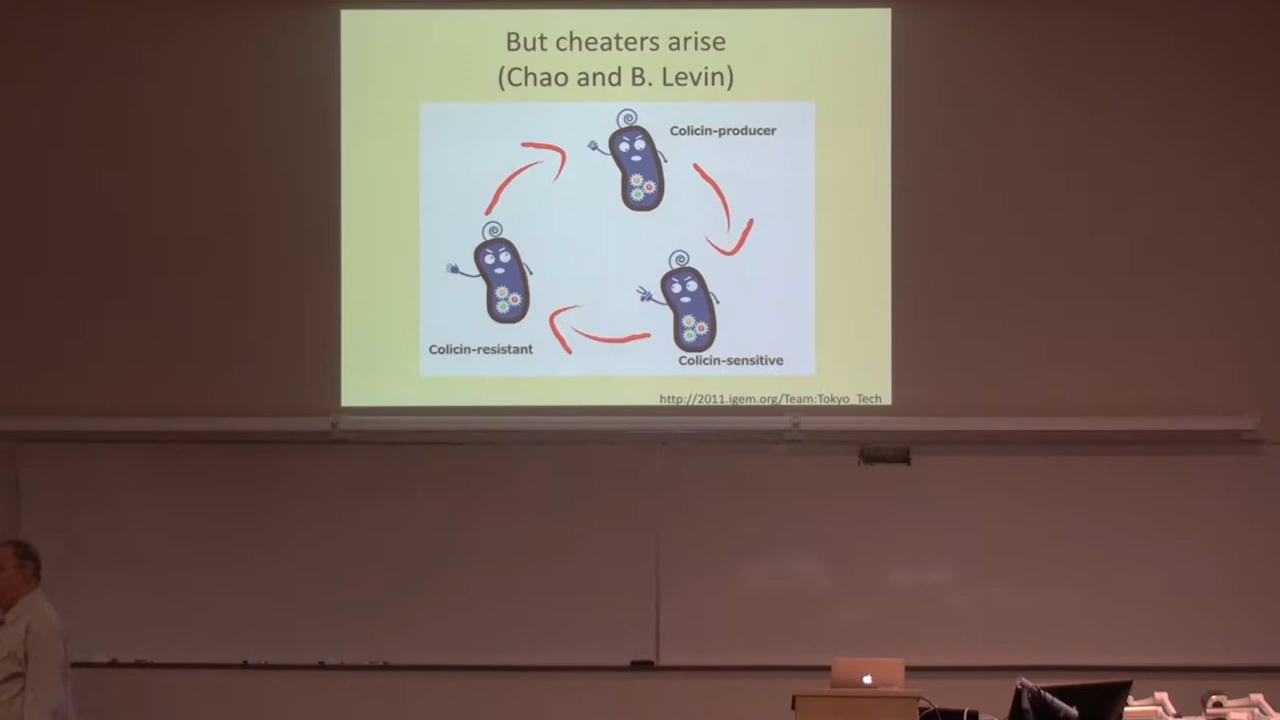 But cheaters arise
(Chao and B. Levin)
Colicin-producer
Colicin-resistant
Colicin-sensitive
http://2011.igem.org/Team:Tokyo_Tech